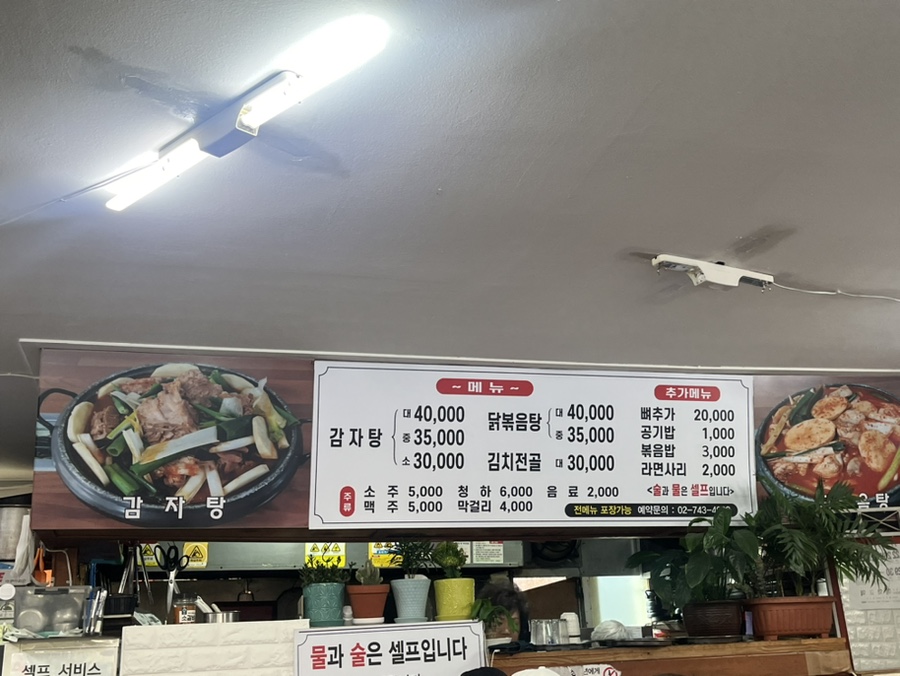 ~ 메 뉴 ~
감자탕
대 40,000
중 35,000
소 30,000
닭볶음탕
대 40,000
중 35,000
김치전골 대 30,000
추가메뉴
뼈추가 20,000
공기밥 1,000
볶음밥 3,000
라면사리 2,000
<술과 물은 셀프입니다>
주류
소 주 5,000 청 하 6,000 음 료 2,000
맥 주 5,000 막걸리 4,000
전메뉴 포장가능 예약문의 : 02-743-4
감 자 탕
음탕
물과 술은 셀프입니다
셀프 서비스